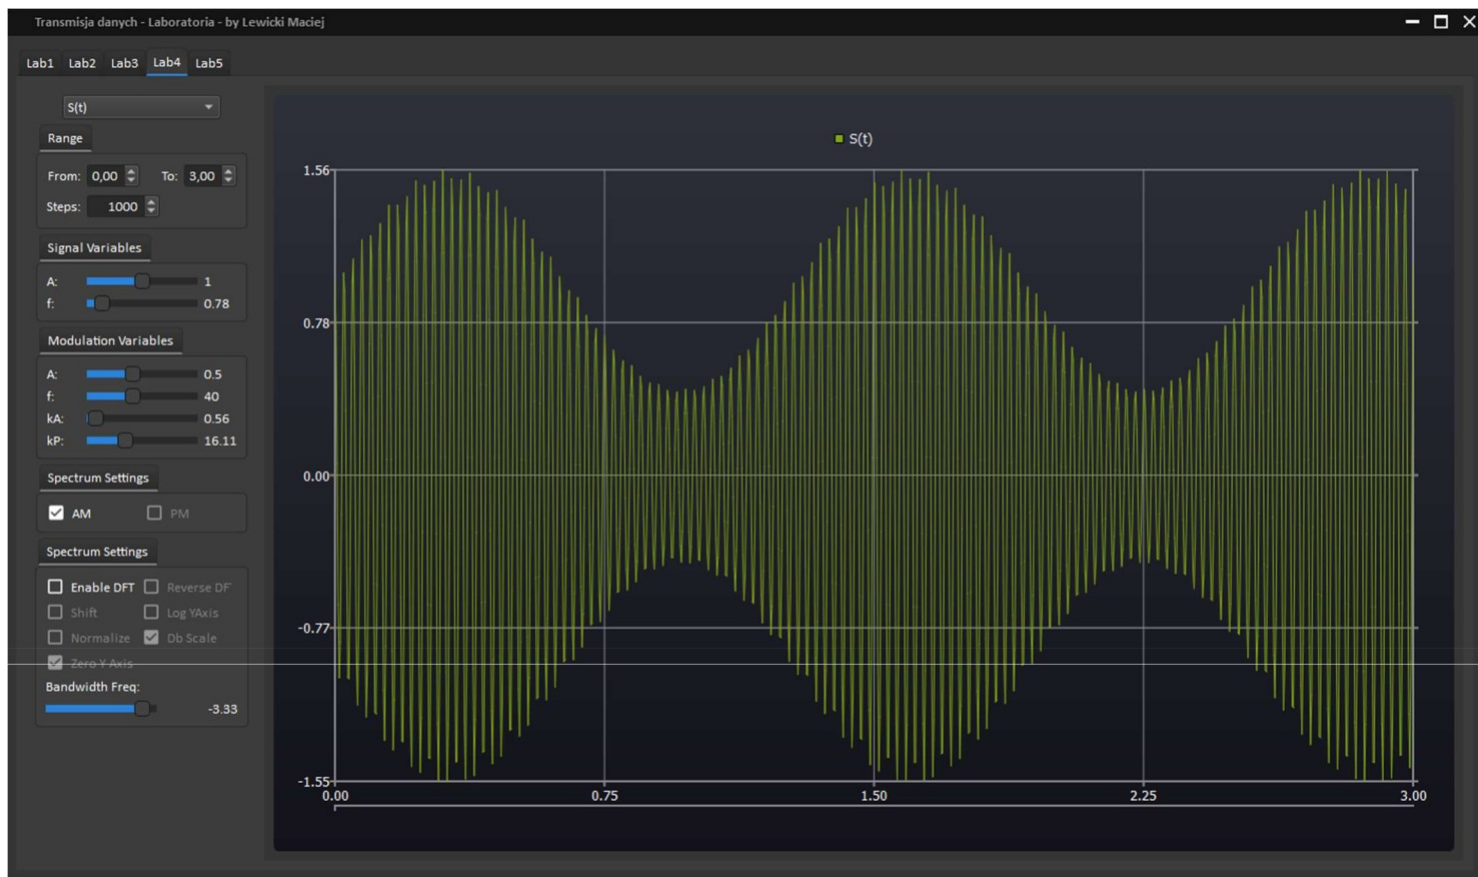 Transmisja danych - Laboratoria - by Lewicki Maciej
Lab1 Lab2 Lab3 Lab4 Lab5
S(t)
Range
From: 0,00 To: 3,00
Steps: 1000
Signal Variables
A: 1
f: 0.78
Modulation Variables
A: 0.5
f: 40
kA: 0.56
kP: 16.11
Spectrum Settings
AM PM
Spectrum Settings
Enable DFT Reverse DF
Shift Log YAxis
Normalize Db Scale
Zero Y Axis
Bandwidth Freq:
-3.33
S(t)
1.56
0.78
0.00
-0.77
-1.55
0.00 0.75 1.50 2.25 3.00